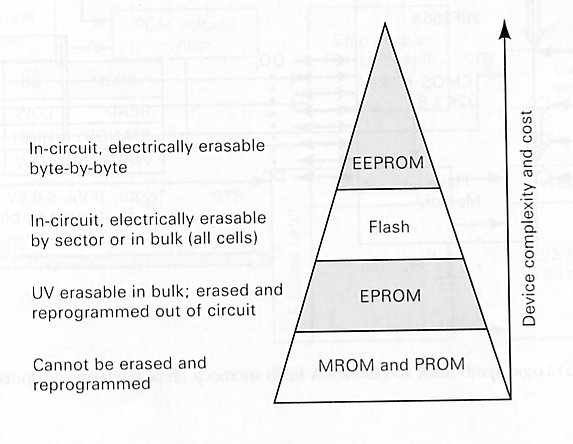 In-circuit, electrically erasable
byte-by-byte
EEPROM
In-circuit, electrically erasable
by sector or in bulk (all cells)
Flash
UV erasable in bulk; erased and
reprogrammed out of circuit
EPROM
Cannot be erased and
reprogrammed
MROM and PROM
Device complexity and cost